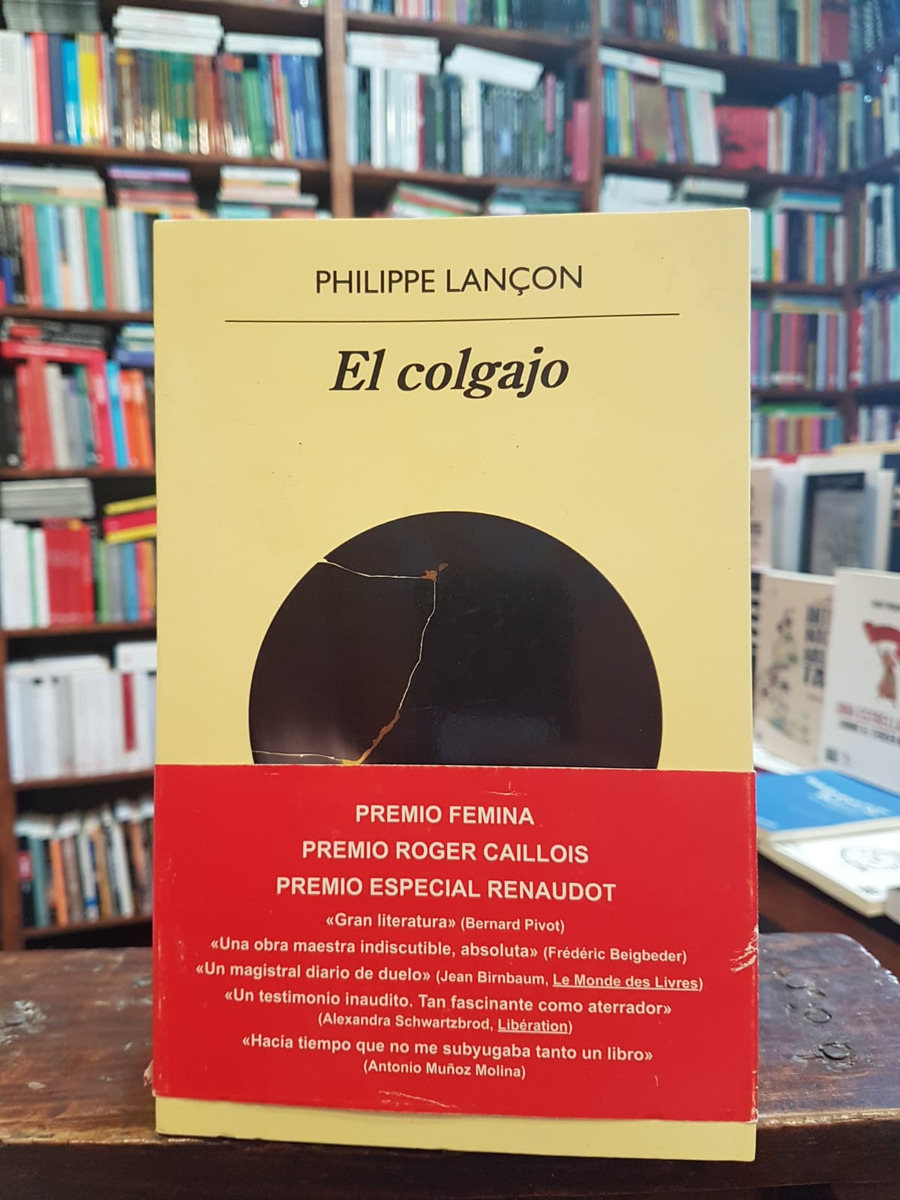 PHILIPPE LANÇON
El colgajo
PREMIO FEMINA
PREMIO ROGER CAILLOIS
PREMIO ESPECIAL RENAUDOT
«Gran literatura» (Bernard Pivot)
«Una obra maestra indiscutible, absoluta» (Frédéric Beigbeder)
«Un magistral diario de duelo» (Jean Birnbaum, Le Monde des Livres)
«Un testimonio inaudito. Tan fascinante como aterrador»
(Alexandra Schwartzbrod, Libération)
«Hacía tiempo que no me subyugaba tanto un libro»
(Antonio Muñoz Molina)